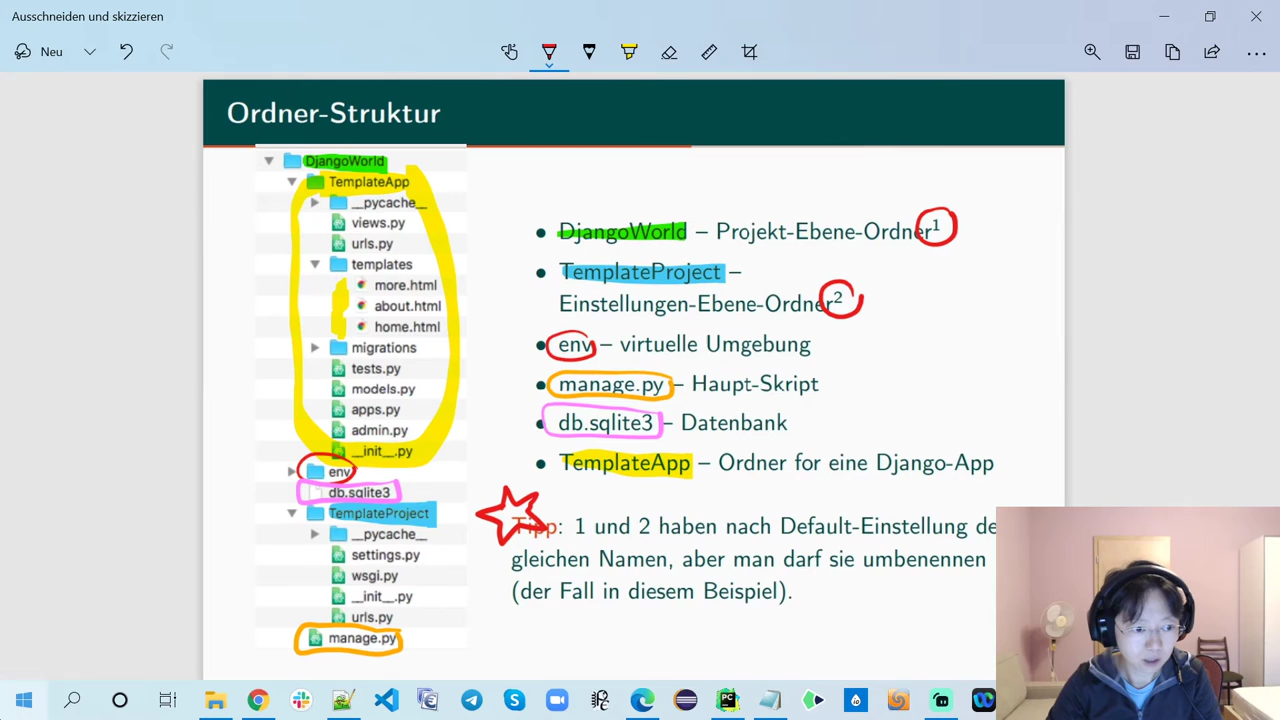 Ausschneiden und skizzieren
Neu
Ordner-Struktur
DjangoWorld
TemplateApp
__pycache__
views.py
urls.py
templates
more.html
about.html
home.html
migrations
tests.py
models.py
apps.py
admin.py
__init__.py
env
db.sqlite3
TemplateProject
__pycache__
settings.py
wsgi.py
__init__.py
urls.py
manage.py
• DjangoWorld – Projekt-Ebene-Ordner¹
• TemplateProject –
Einstellungen-Ebene-Ordner²
• env – virtuelle Umgebung
• manage.py – Haupt-Skript
• db.sqlite3 – Datenbank
• TemplateApp – Ordner for eine Django-App
Tipp: 1 und 2 haben nach Default-Einstellung de
gleichen Namen, aber man darf sie umbenennen
(der Fall in diesem Beispiel).